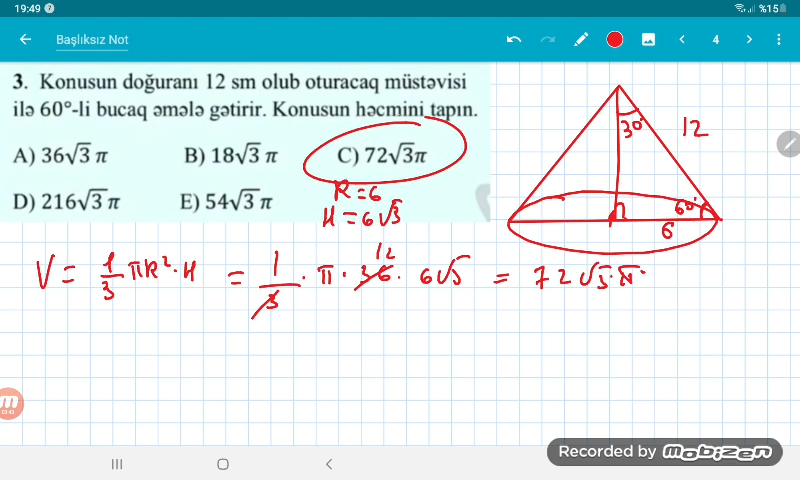 19:49
%15
Başlıksız Not
4
3. Konusun doğuranı 12 sm olub oturacaq müstəvisi
ilə 60°-li bucaq əmələ gətirir. Konusun həcmini tapın.
A) 36√3 π
B) 18√3 π
C) 72√3π
D) 216√3 π
E) 54√3 π
R=6
H=6√3
30°
12
60°
6
V = 1/3 πR²·H = 1/3 · π · 36 · 6√3 = 72√3·π
12
Recorded by
mobizen